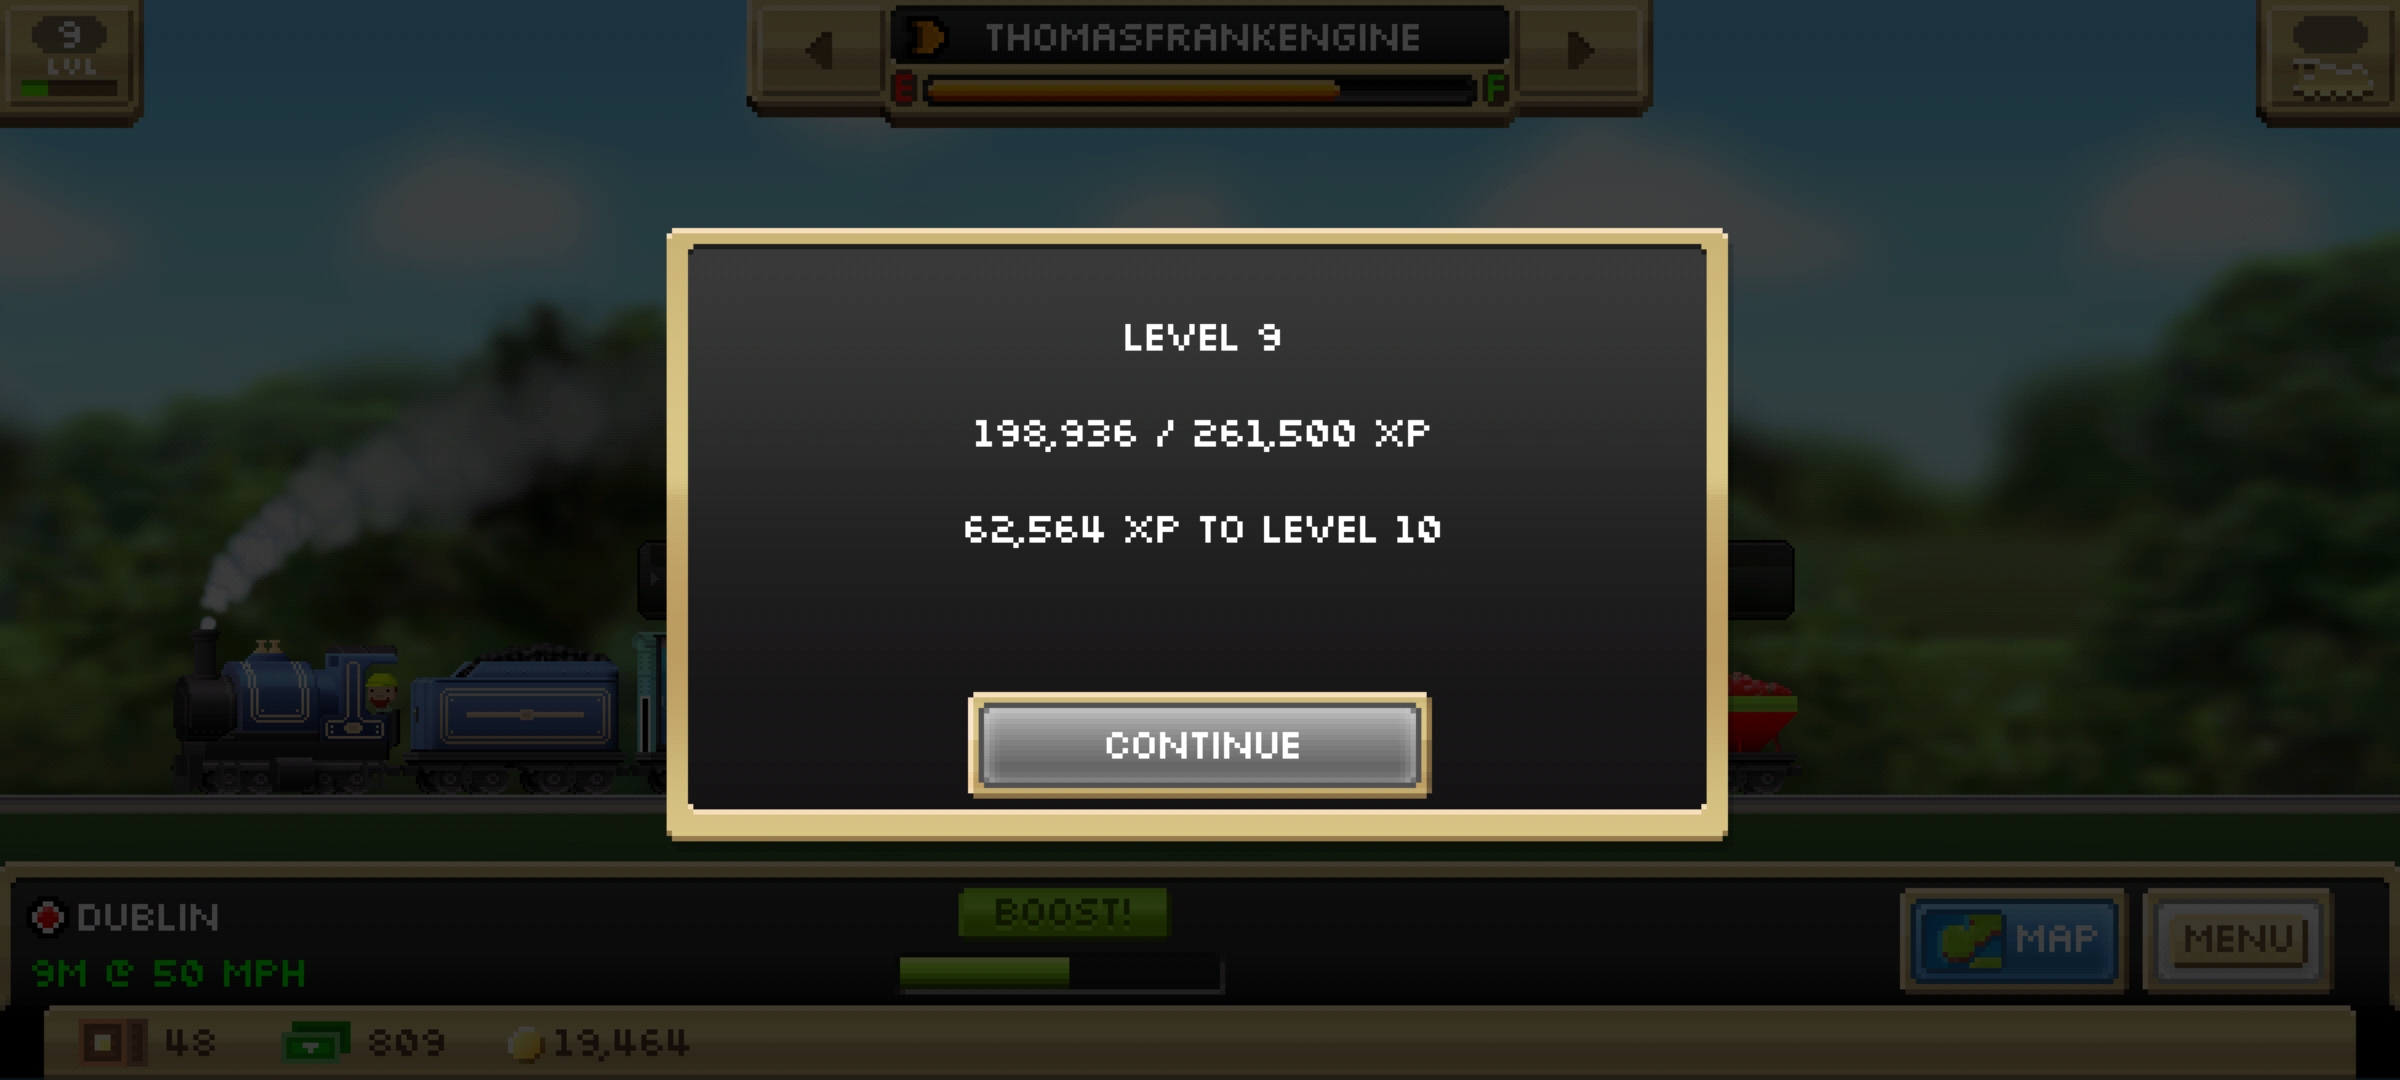 9
LVL
THOMASFRANKENGINE
E F
LEVEL 9
198,936 / 261,500 XP
62,564 XP TO LEVEL 10
CONTINUE
DUBLIN
9M @ 50 MPH
BOOST!
MAP
MENU
48 809 19,464